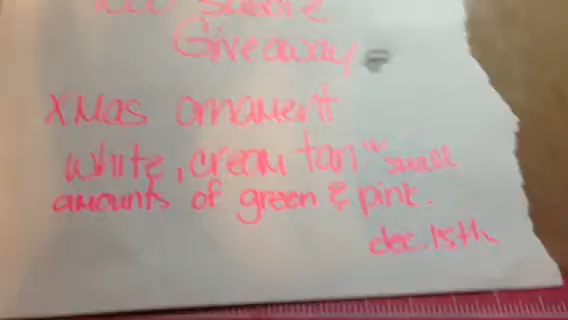 Giveaway
XMas ornament
white, cream tan "small
amounts of green & pink.
dec. 15th